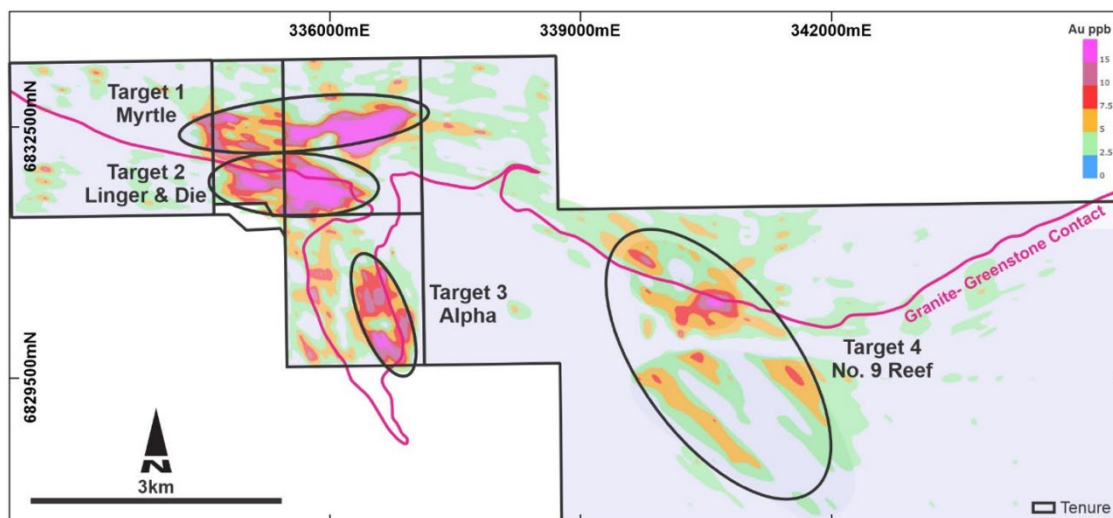 336000mE
339000mE
342000mE
Au ppb
15
10
7.5
5
2.5
0
6832500mN
6829500mN
Target 1
Myrtle
Target 2
Linger & Die
Target 3
Alpha
Target 4
No. 9 Reef
Granite- Greenstone Contact
N
3km
Tenure